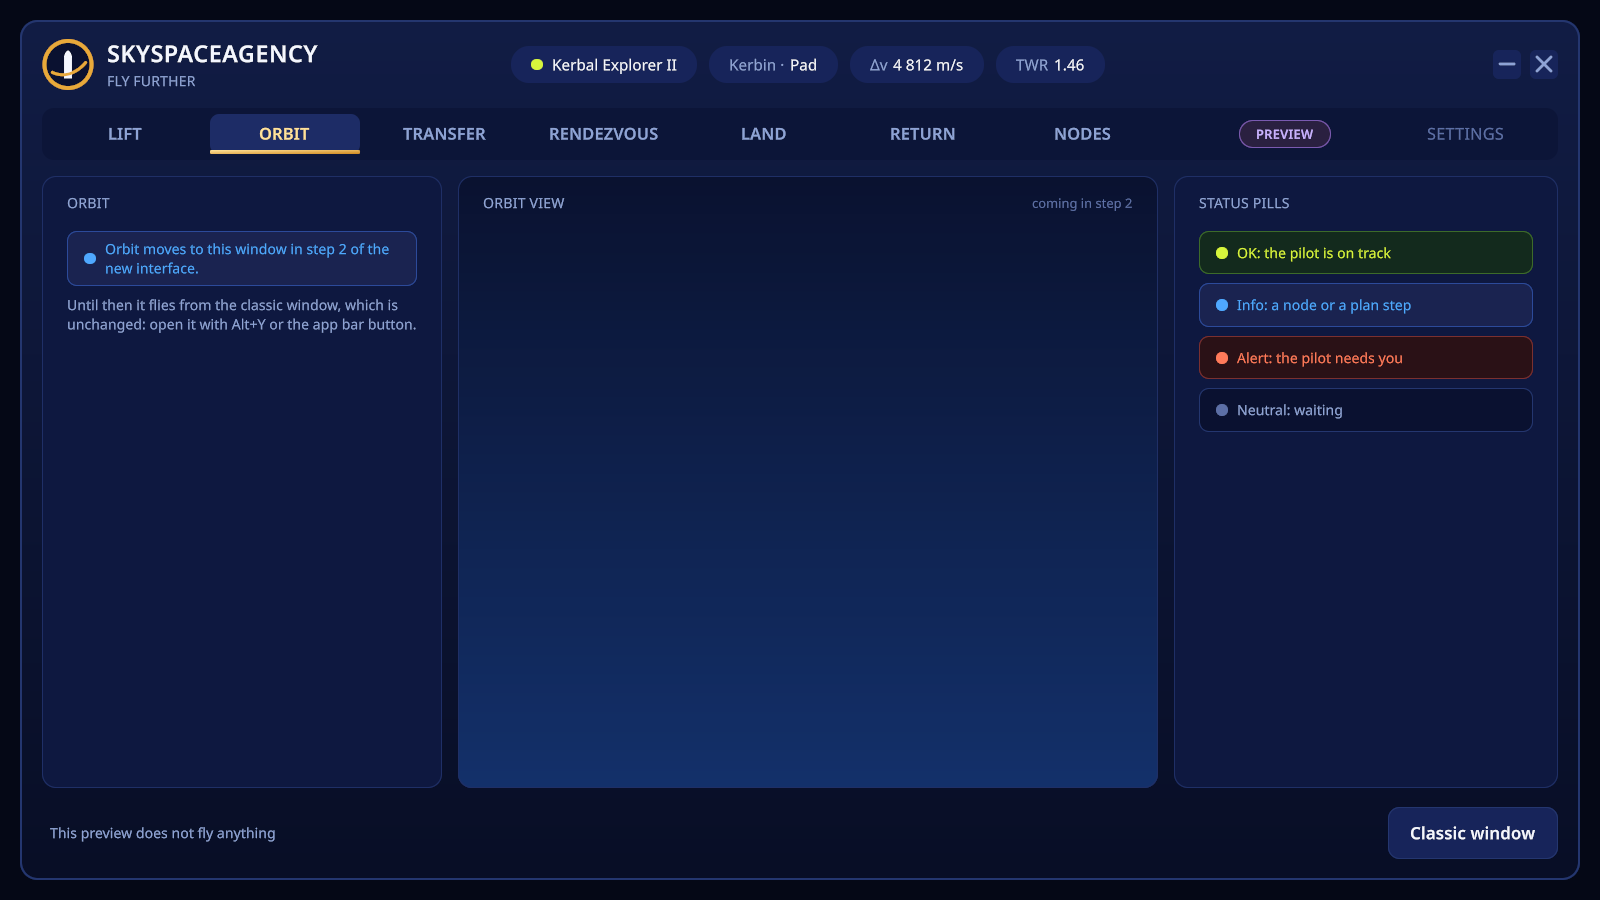 SKYSPACEAGENCY
FLY FURTHER
Kerbal Explorer II
Kerbin · Pad
Δv 4 812 m/s
TWR 1.46
LIFT
ORBIT
TRANSFER
RENDEZVOUS
LAND
RETURN
NODES
PREVIEW
SETTINGS
ORBIT
Orbit moves to this window in step 2 of the
new interface.
Until then it flies from the classic window, which is
unchanged: open it with Alt+Y or the app bar button.
ORBIT VIEW
coming in step 2
STATUS PILLS
OK: the pilot is on track
Info: a node or a plan step
Alert: the pilot needs you
Neutral: waiting
This preview does not fly anything
Classic window